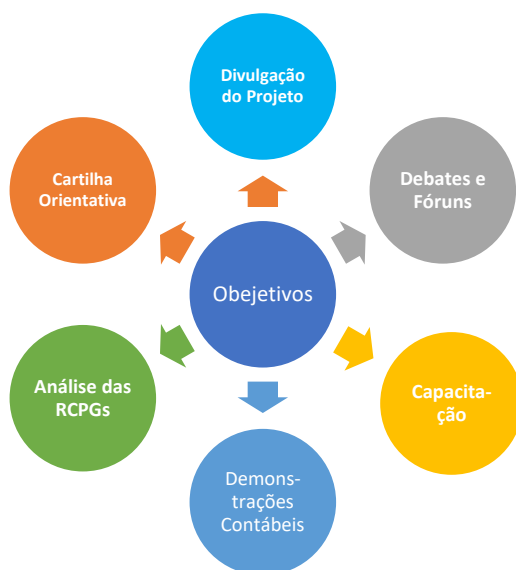 Divulgação
do Projeto
Cartilha
Orientativa
Debates e
Fóruns
Obejetivos
Análise das
RCPGs
Capacita-
ção
Demons-
trações
Contábeis